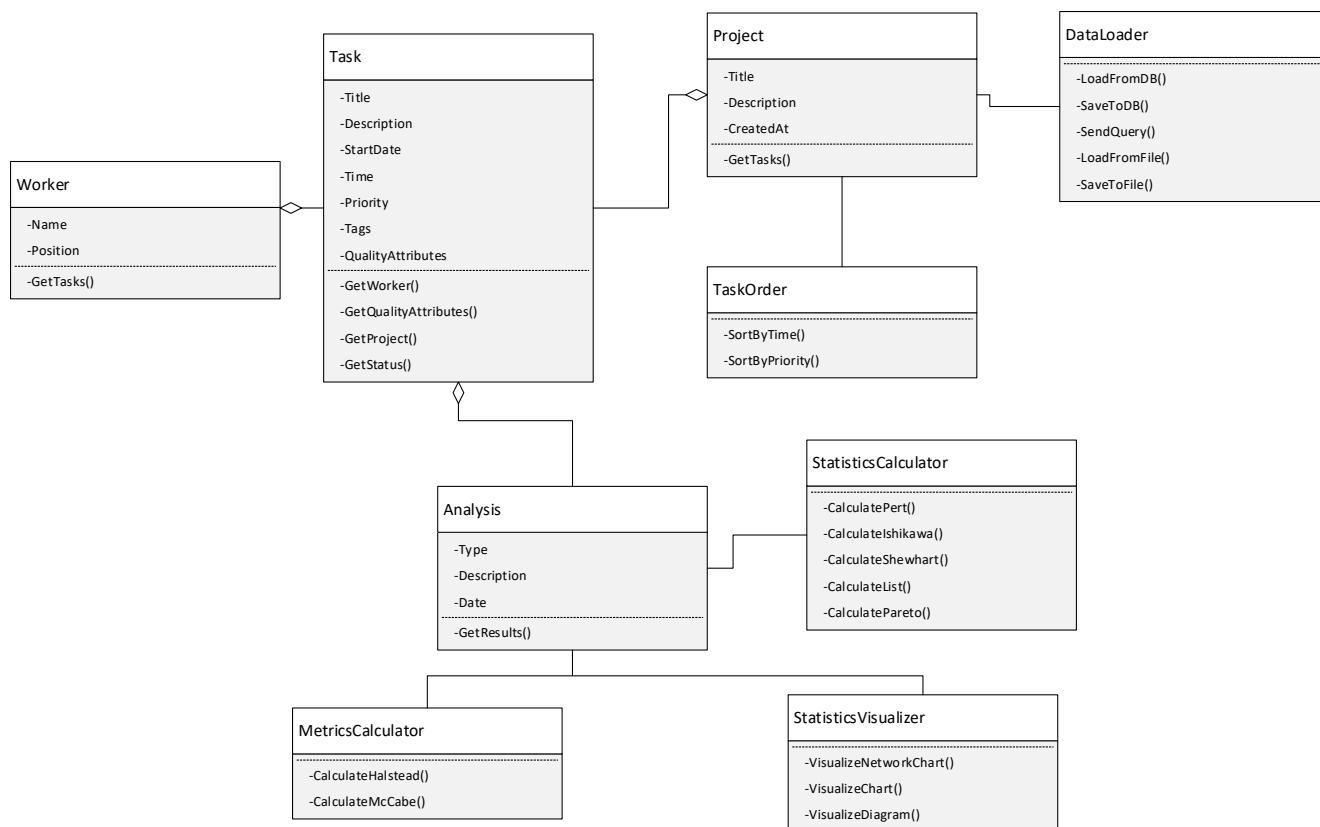 Project
-Title
-Description
-CreatedAt
-GetTasks()
DataLoader
-LoadFromDB()
-SaveToDB()
-SendQuery()
-LoadFromFile()
-SaveToFile()
Task
-Title
-Description
-StartDate
-Time
-Priority
-Tags
-QualityAttributes
-GetWorker()
-GetQualityAttributes()
-GetProject()
-GetStatus()
Worker
-Name
-Position
-GetTasks()
TaskOrder
-SortByTime()
-SortByPriority()
StatisticsCalculator
-CalculatePert()
-CalculateIshikawa()
-CalculateShewhart()
-CalculateList()
-CalculatePareto()
Analysis
-Type
-Description
-Date
-GetResults()
MetricsCalculator
-CalculateHalstead()
-CalculateMcCabe()
StatisticsVisualizer
-VisualizeNetworkChart()
-VisualizeChart()
-VisualizeDiagram()